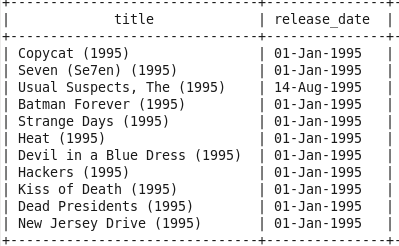 +------------------------------+--------------+
|            title             | release_date |
+------------------------------+--------------+
| Copycat (1995)               | 01-Jan-1995  |
| Seven (Se7en) (1995)         | 01-Jan-1995  |
| Usual Suspects, The (1995)   | 14-Aug-1995  |
| Batman Forever (1995)        | 01-Jan-1995  |
| Strange Days (1995)          | 01-Jan-1995  |
| Heat (1995)                  | 01-Jan-1995  |
| Devil in a Blue Dress (1995) | 01-Jan-1995  |
| Hackers (1995)               | 01-Jan-1995  |
| Kiss of Death (1995)         | 01-Jan-1995  |
| Dead Presidents (1995)       | 01-Jan-1995  |
| New Jersey Drive (1995)      | 01-Jan-1995  |
+------------------------------+--------------+